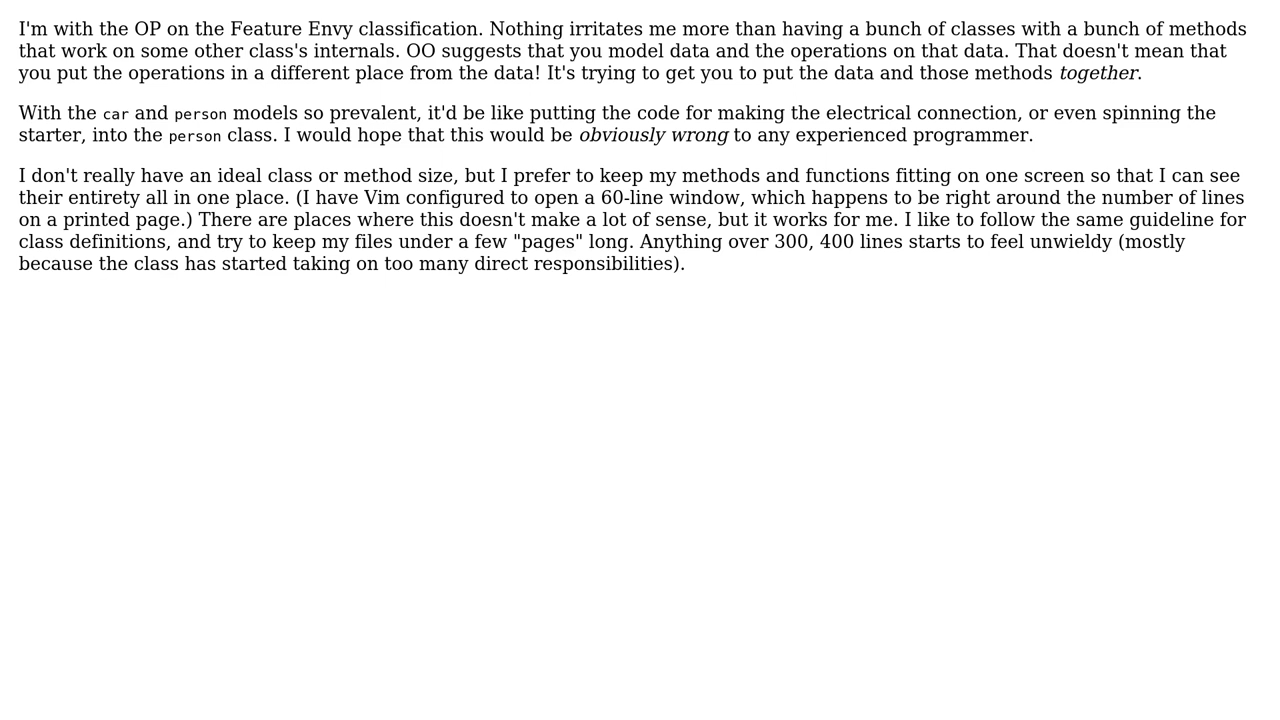 I'm with the OP on the Feature Envy classification. Nothing irritates me more than having a bunch of classes with a bunch of methods
that work on some other class's internals. OO suggests that you model data and the operations on that data. That doesn't mean that
you put the operations in a different place from the data! It's trying to get you to put the data and those methods together.
With the car and person models so prevalent, it'd be like putting the code for making the electrical connection, or even spinning the
starter, into the person class. I would hope that this would be obviously wrong to any experienced programmer.
I don't really have an ideal class or method size, but I prefer to keep my methods and functions fitting on one screen so that I can see
their entirety all in one place. (I have Vim configured to open a 60-line window, which happens to be right around the number of lines
on a printed page.) There are places where this doesn't make a lot of sense, but it works for me. I like to follow the same guideline for
class definitions, and try to keep my files under a few "pages" long. Anything over 300, 400 lines starts to feel unwieldy (mostly
because the class has started taking on too many direct responsibilities).